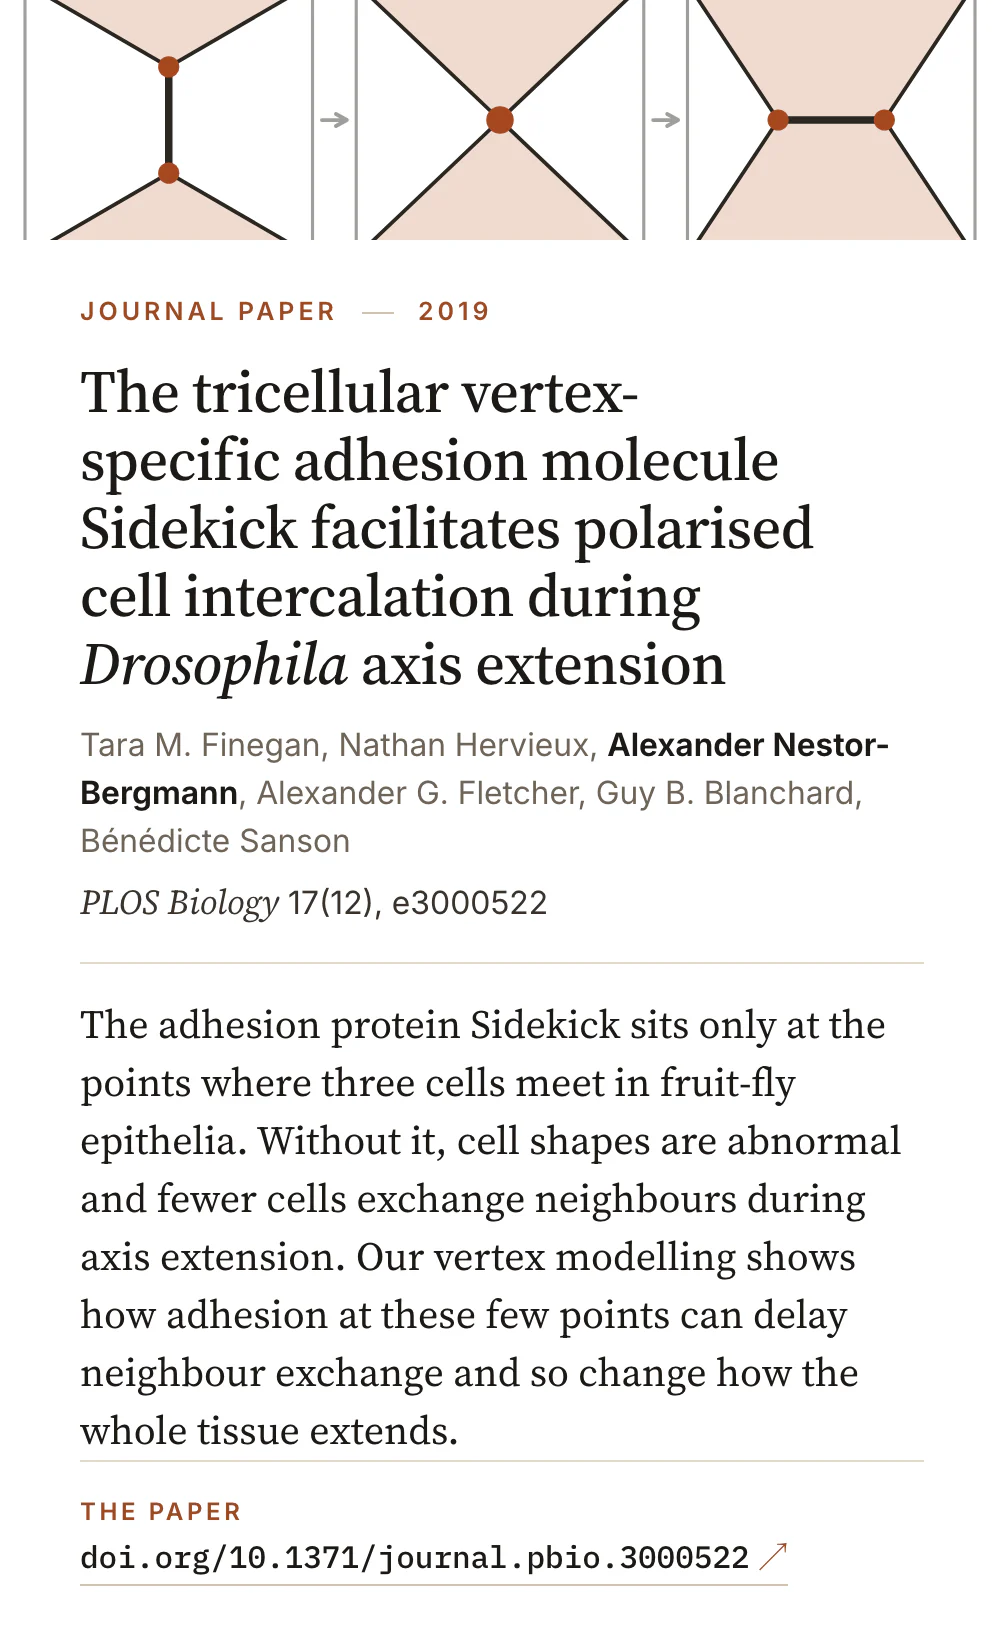 JOURNAL PAPER — 2019
The tricellular vertex-
specific adhesion molecule
Sidekick facilitates polarised
cell intercalation during
Drosophila axis extension
Tara M. Finegan, Nathan Hervieux, Alexander Nestor-
Bergmann, Alexander G. Fletcher, Guy B. Blanchard,
Bénédicte Sanson
PLOS Biology 17(12), e3000522
The adhesion protein Sidekick sits only at the
points where three cells meet in fruit-fly
epithelia. Without it, cell shapes are abnormal
and fewer cells exchange neighbours during
axis extension. Our vertex modelling shows
how adhesion at these few points can delay
neighbour exchange and so change how the
whole tissue extends.
THE PAPER
doi.org/10.1371/journal.pbio.3000522 ↗